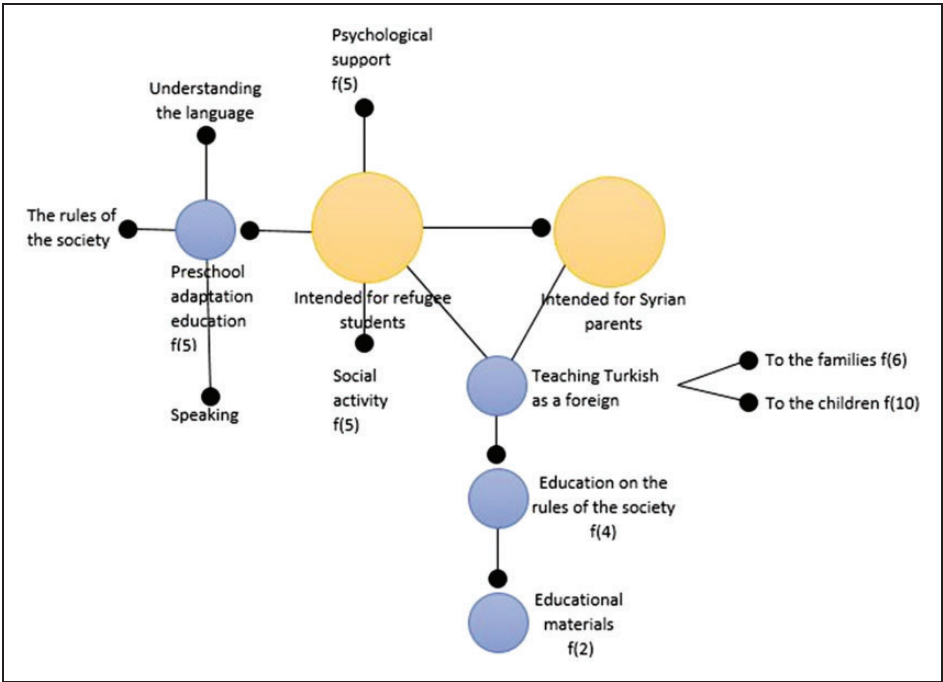 Psychological
support
f(5)
Understanding
the language
The rules of
the society
Preschool
adaptation
education
f(5)
Speaking
Intended for refugee
students
Social
activity
f(5)
Intended for Syrian
parents
Teaching Turkish
as a foreign
To the families f(6)
To the children f(10)
Education on the
rules of the society
f(4)
Educational
materials
f(2)